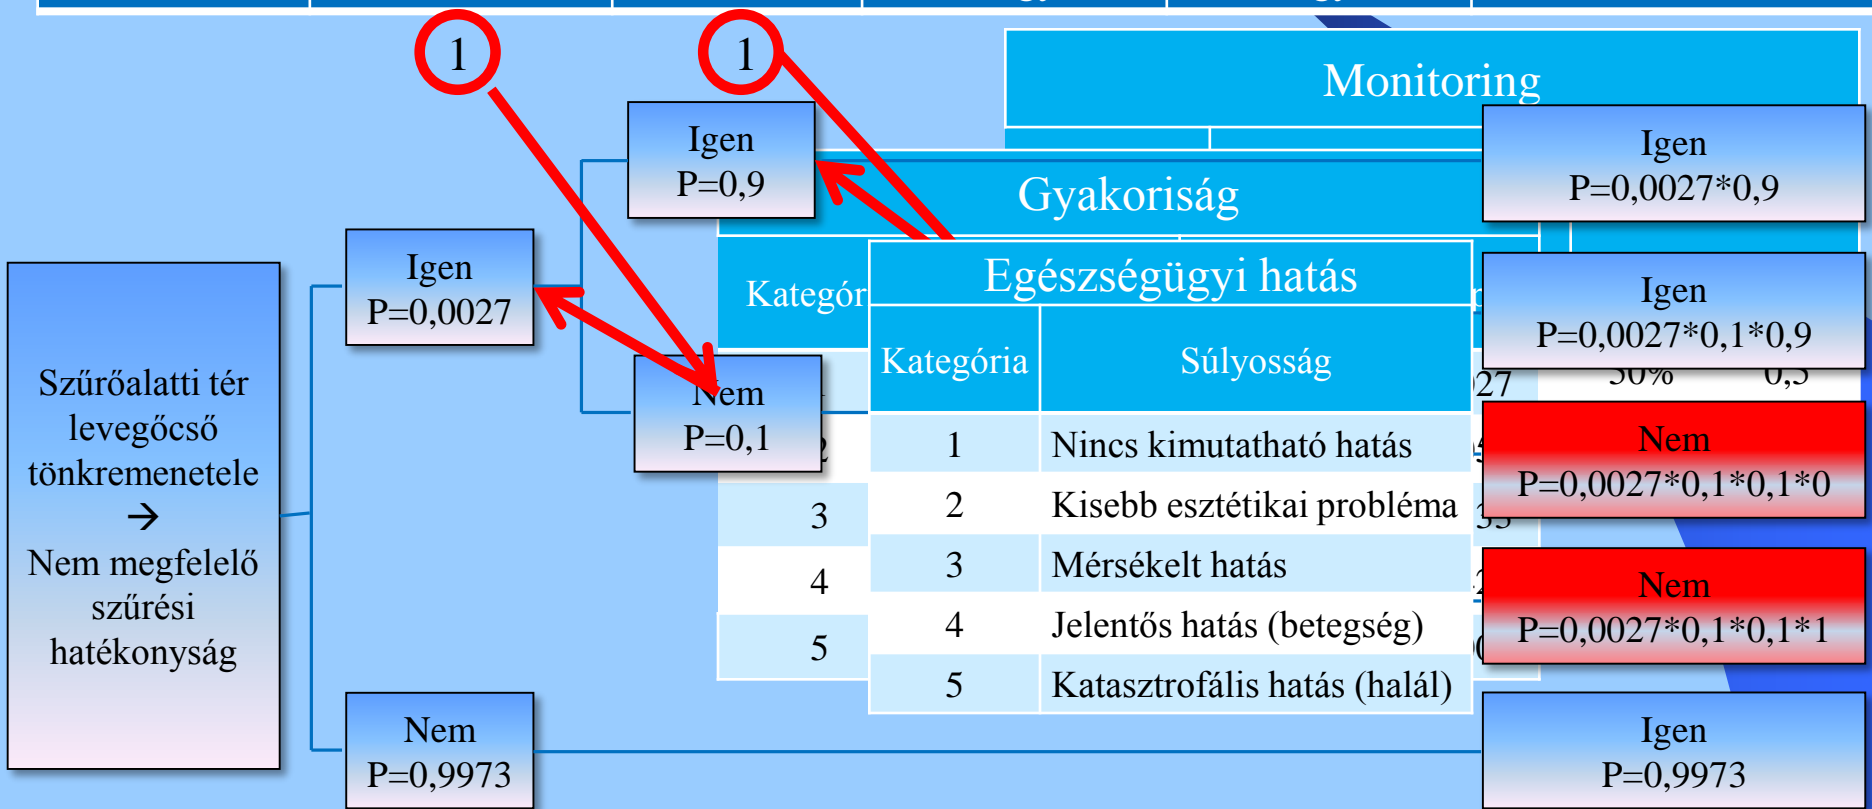 1
1
Monitoring
Igen
P=0,9
Igen
P=0,0027*0,9
Gyakoriság
Igen
P=0,0027
Egészségügyi hatás
Igen
P=0,0027*0,1*0,9
Kategória
Súlyosság
50%
0,5
Szűrőalatti tér
levegőcső
tönkremenetele
→
Nem megfelelő
szűrési
hatékonyság
Nem
P=0,1
1
Nincs kimutatható hatás
Nem
P=0,0027*0,1*0,1*0
3
2
Kisebb esztétikai probléma
4
3
Mérsékelt hatás
Nem
P=0,0027*0,1*0,1*1
5
4
Jelentős hatás (betegség)
5
Katasztrofális hatás (halál)
Nem
P=0,9973
Igen
P=0,9973